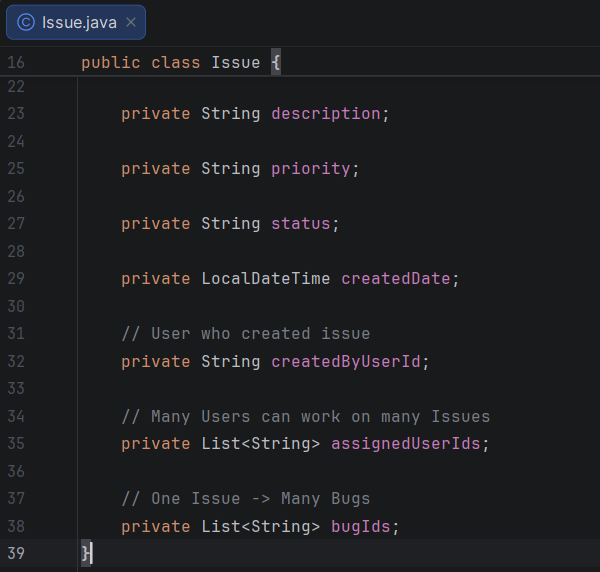 Issue.java
16 public class Issue {
22
23 private String description;
24
25 private String priority;
26
27 private String status;
28
29 private LocalDateTime createdDate;
30
31 // User who created issue
32 private String createdByUserId;
33
34 // Many Users can work on many Issues
35 private List<String> assignedUserIds;
36
37 // One Issue -> Many Bugs
38 private List<String> bugIds;
39 }